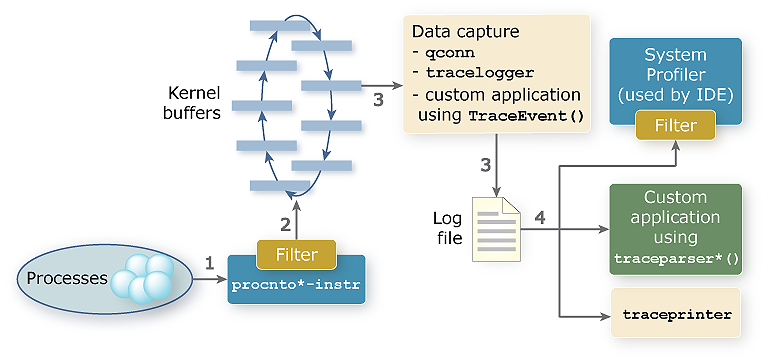 Kernel
buffers
3
Data capture
- qconn
- tracelogger
- custom application
using TraceEvent()
System
Profiler
(used by IDE)
Filter
3
2
Log
file
4
Custom
application
using
traceparser*()
Processes
1
Filter
procnto*-instr
traceprinter